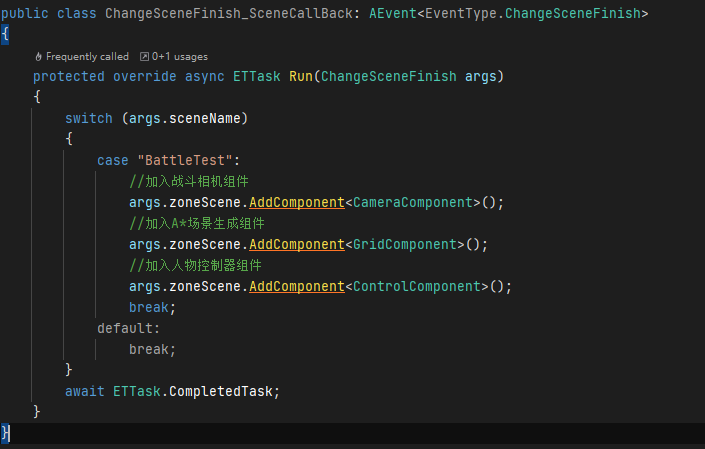 public class ChangeSceneFinish_SceneCallBack: AEvent<EventType.ChangeSceneFinish>
{
Frequently called 0+1 usages
protected override async ETTask Run(ChangeSceneFinish args)
{
switch (args.sceneName)
{
case "BattleTest":
//加入战斗相机组件
args.zoneScene.AddComponent<CameraComponent>();
//加入A*场景生成组件
args.zoneScene.AddComponent<GridComponent>();
//加入人物控制器组件
args.zoneScene.AddComponent<ControlComponent>();
break;
default:
break;
}
await ETTask.CompletedTask;
}
}